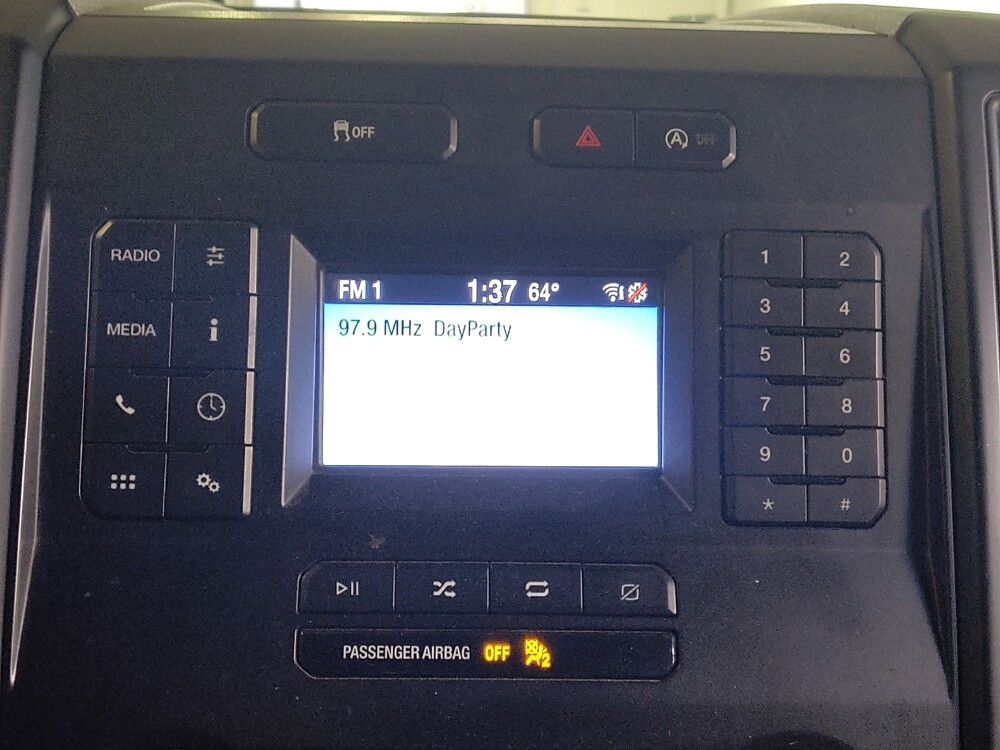 OFF
A OFF
RADIO
MEDIA
i
FM 1 1:37 64°
97.9 MHz DayParty
1 2
3 4
5 6
7 8
9 0
* #
PASSENGER AIRBAG OFF 2